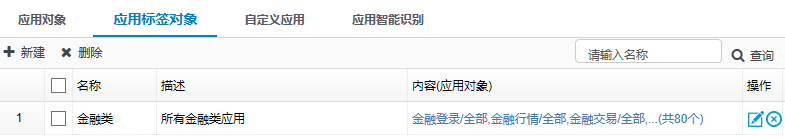 应用对象 应用标签对象 自定义应用 应用智能识别
新建 删除 请输入名称 查询
名称 描述 内容(应用对象) 操作
1 金融类 所有金融类应用 金融登录/全部,金融行情/全部,金融交易/全部,...(共80个)